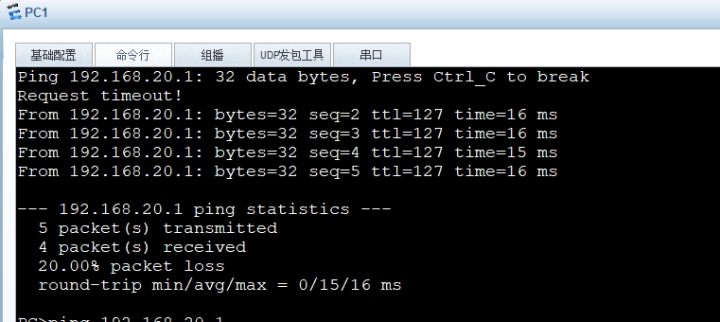 PC1
基础配置 命令行 组播 UDP发包工具 串口
Ping 192.168.20.1: 32 data bytes, Press Ctrl_C to break
Request timeout!
From 192.168.20.1: bytes=32 seq=2 ttl=127 time=16 ms
From 192.168.20.1: bytes=32 seq=3 ttl=127 time=16 ms
From 192.168.20.1: bytes=32 seq=4 ttl=127 time=15 ms
From 192.168.20.1: bytes=32 seq=5 ttl=127 time=16 ms
--- 192.168.20.1 ping statistics ---
5 packet(s) transmitted
4 packet(s) received
20.00% packet loss
round-trip min/avg/max = 0/15/16 ms
PC>ping 192.168.20.1